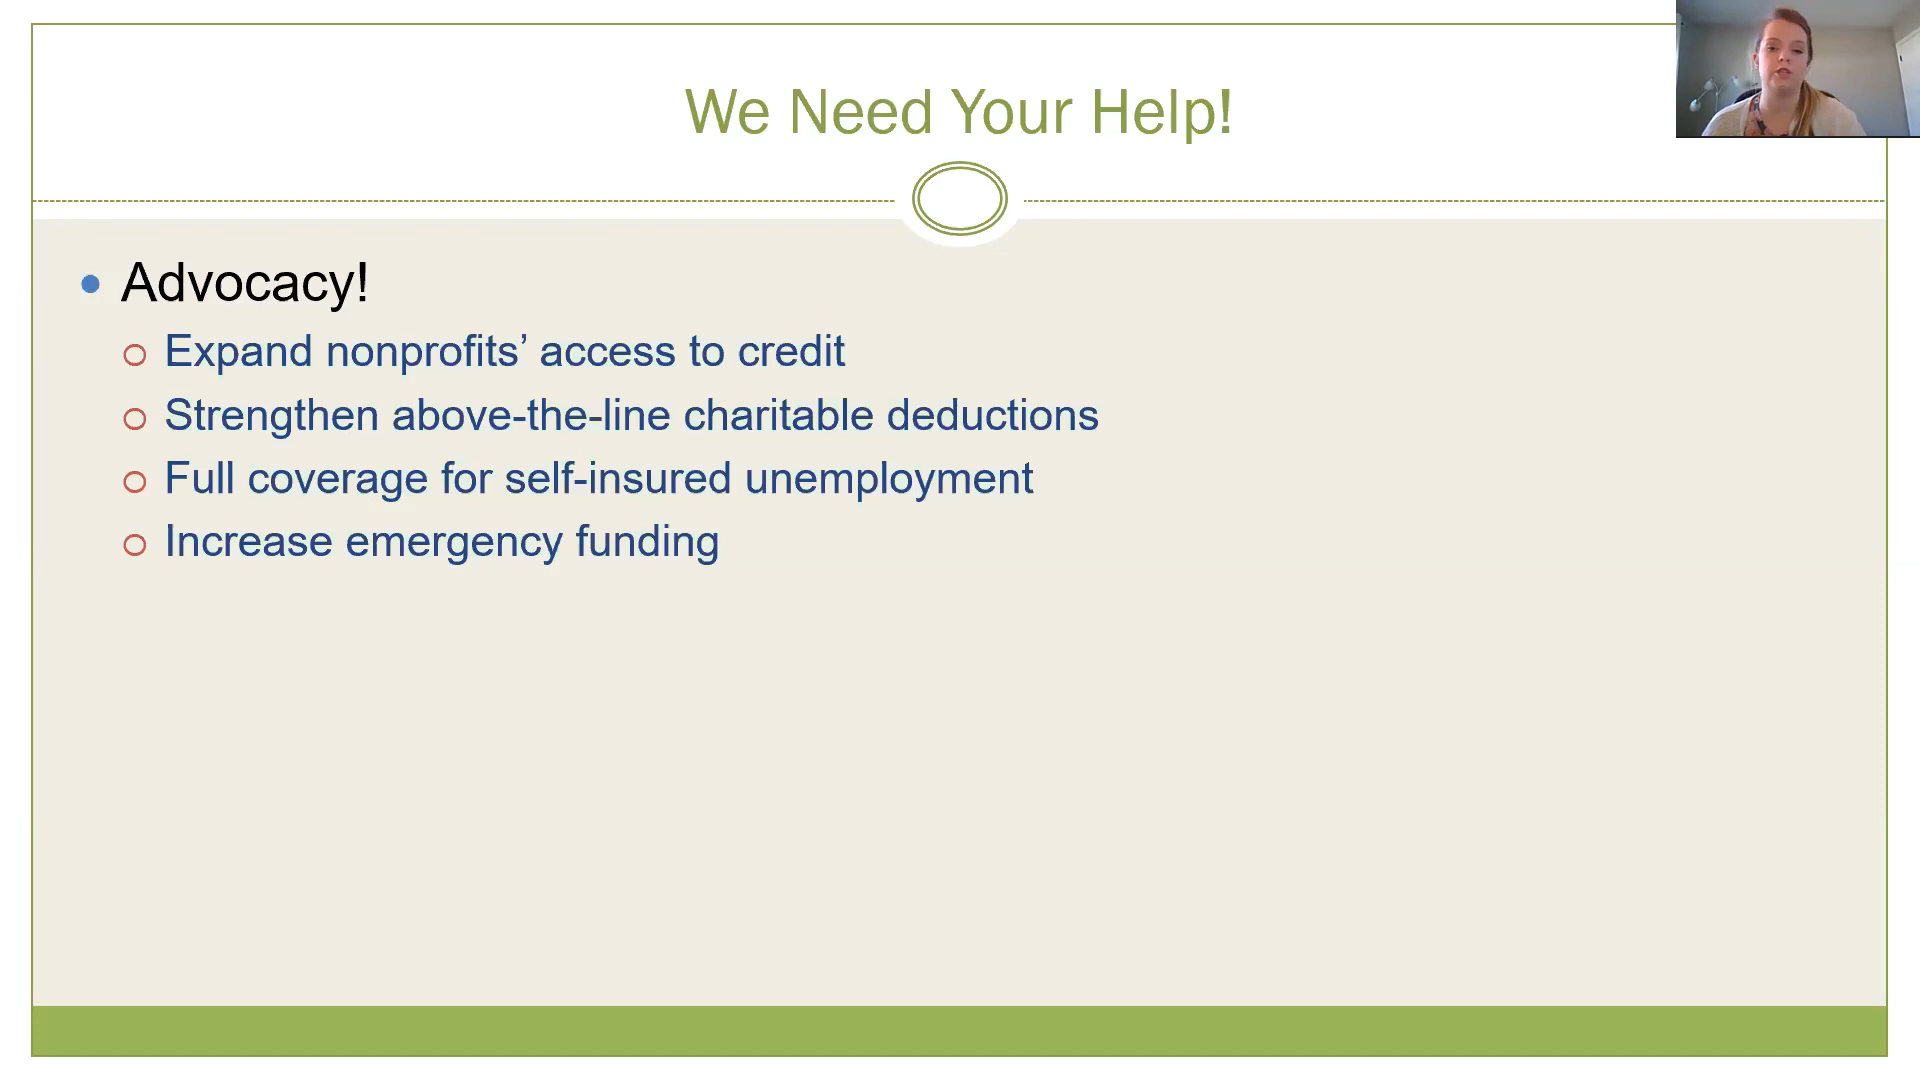 We Need Your Help!
Advocacy!
Expand nonprofits’ access to credit
Strengthen above-the-line charitable deductions
Full coverage for self-insured unemployment
Increase emergency funding